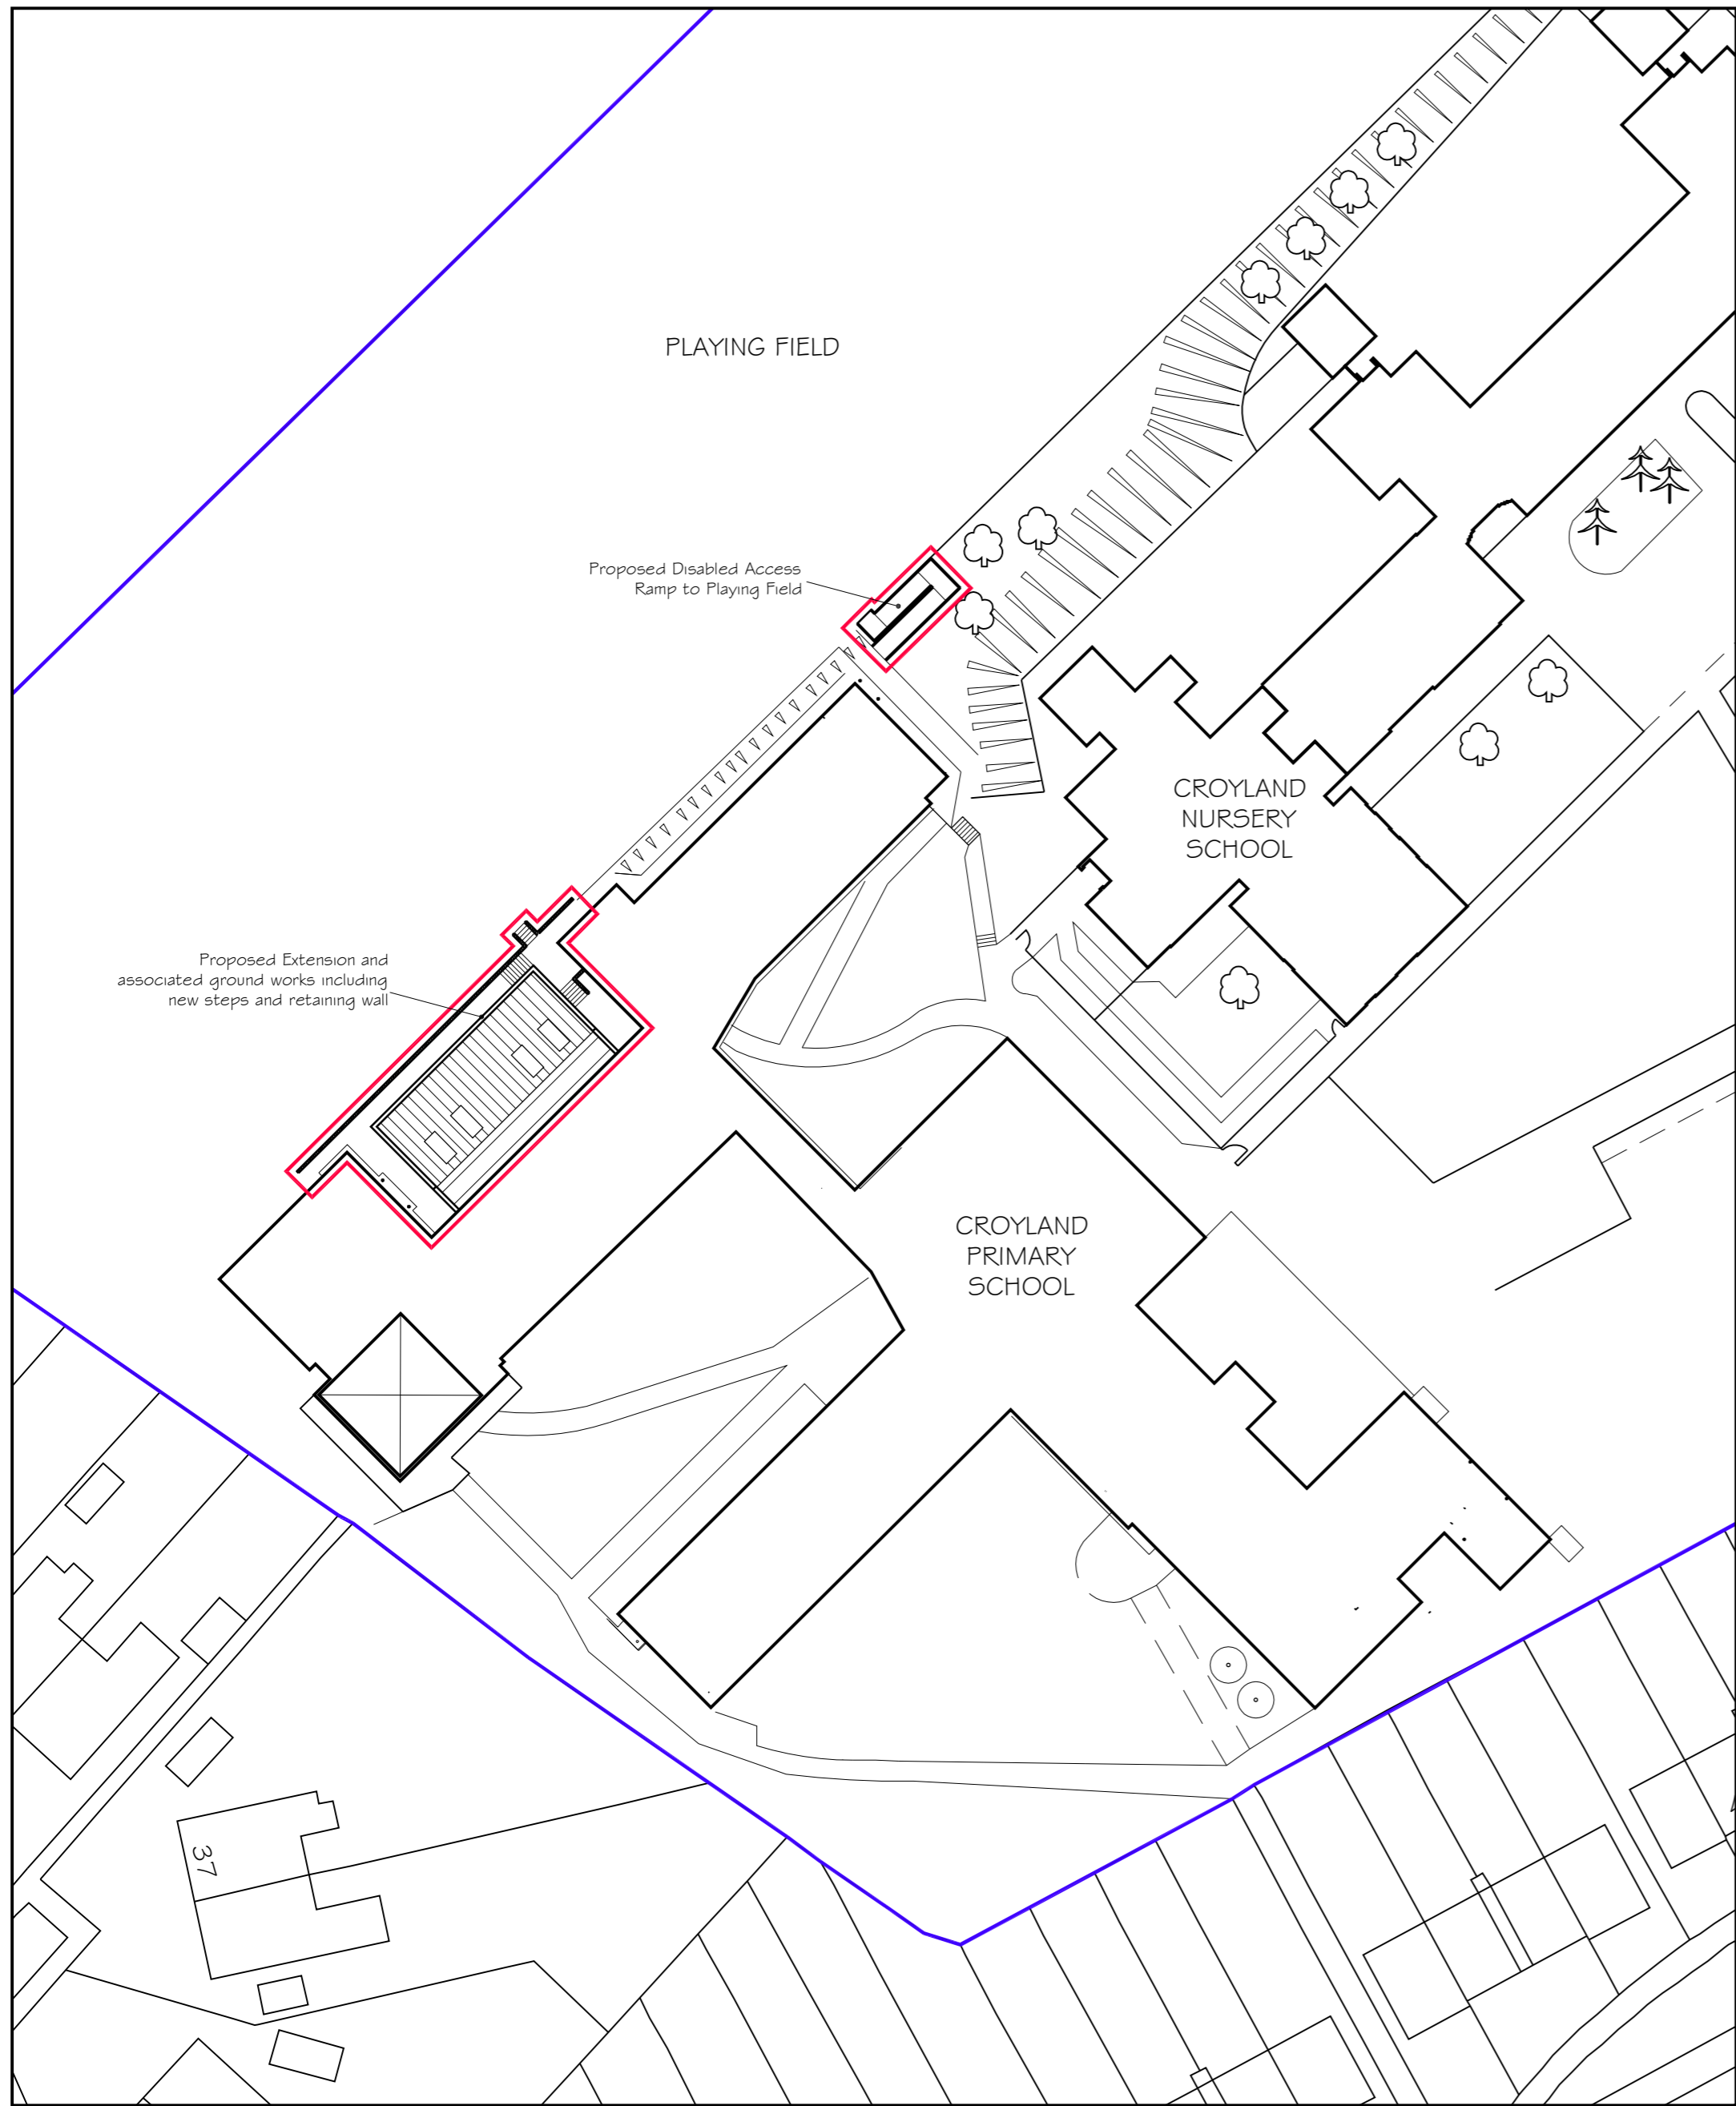 PLAYING FIELD
Proposed Disabled Access
Ramp to Playing Field
CROYLAND
NURSERY
SCHOOL
Proposed Extension and
associated ground works including
new steps and retaining wall
CROYLAND
PRIMARY
SCHOOL
37